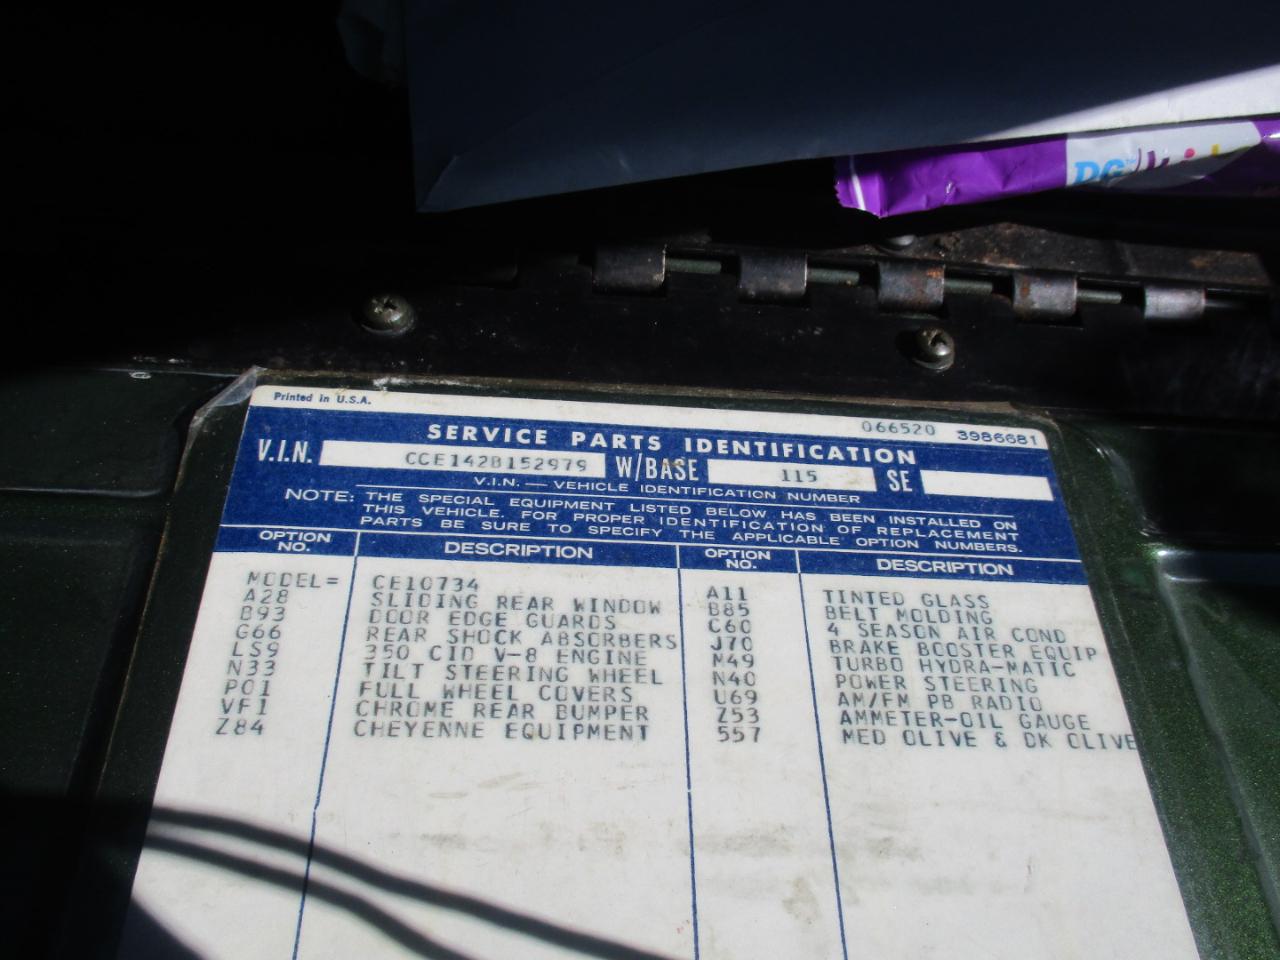 DG™
Printed in U.S.A.
066520 3986681
SERVICE PARTS IDENTIFICATION
V.I.N. CCE142B152979 W/BASE 115 SE
V.I.N. — VEHICLE IDENTIFICATION NUMBER
NOTE: THE SPECIAL EQUIPMENT LISTED BELOW HAS BEEN INSTALLED ON
THIS VEHICLE. FOR PROPER IDENTIFICATION OF REPLACEMENT
PARTS BE SURE TO SPECIFY THE APPLICABLE OPTION NUMBERS.
OPTION NO. DESCRIPTION OPTION NO. DESCRIPTION
MODEL= CE10734 A11 TINTED GLASS
A28 SLIDING REAR WINDOW B85 BELT MOLDING
B93 DOOR EDGE GUARDS C60 4 SEASON AIR COND
G66 REAR SHOCK ABSORBERS J70 BRAKE BOOSTER EQUIP
LS9 350 CID V-8 ENGINE M49 TURBO HYDRA-MATIC
N33 TILT STEERING WHEEL N40 POWER STEERING
P01 FULL WHEEL COVERS U69 AM/FM PB RADIO
VF1 CHROME REAR BUMPER Z53 AMMETER-OIL GAUGE
Z84 CHEYENNE EQUIPMENT 557 MED OLIVE & DK OLIVE